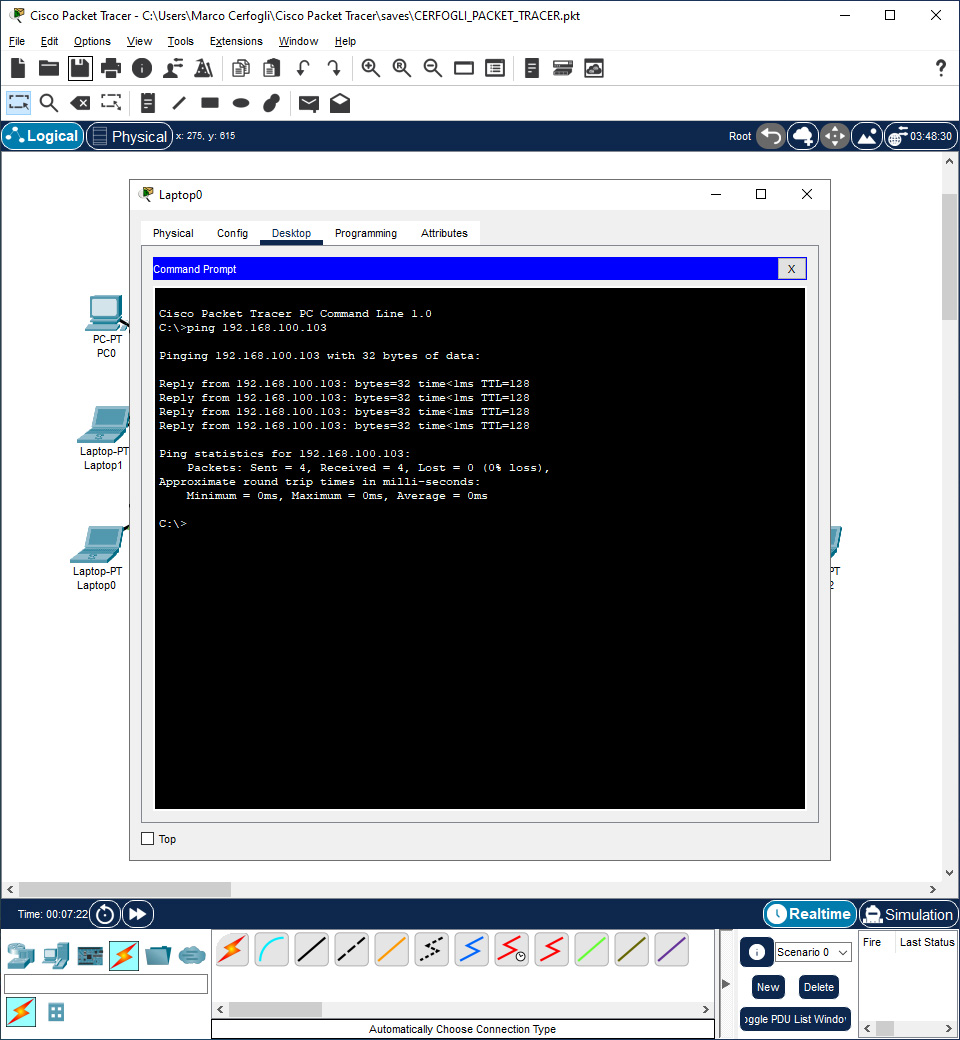 Cisco Packet Tracer - C:\Users\Marco Cerfogli\Cisco Packet Tracer\saves\CERFOGLI_PACKET_TRACER.pkt
File Edit Options View Tools Extensions Window Help
Logical Physical x: 275, y: 615 Root 03:48:30
Laptop0
Physical Config Desktop Programming Attributes
Command Prompt X
Cisco Packet Tracer PC Command Line 1.0
C:\>ping 192.168.100.103
Pinging 192.168.100.103 with 32 bytes of data:
Reply from 192.168.100.103: bytes=32 time<1ms TTL=128
Reply from 192.168.100.103: bytes=32 time<1ms TTL=128
Reply from 192.168.100.103: bytes=32 time<1ms TTL=128
Reply from 192.168.100.103: bytes=32 time<1ms TTL=128
Ping statistics for 192.168.100.103:
Packets: Sent = 4, Received = 4, Lost = 0 (0% loss),
Approximate round trip times in milli-seconds:
Minimum = 0ms, Maximum = 0ms, Average = 0ms
C:\>
PC-PT
PC0
Laptop-PT
Laptop1
Laptop-PT
Laptop0
PT
2
Top
Time: 00:07:22 Realtime Simulation
Scenario 0
New Delete
oggle PDU List Windo
Fire Last Status
Automatically Choose Connection Type